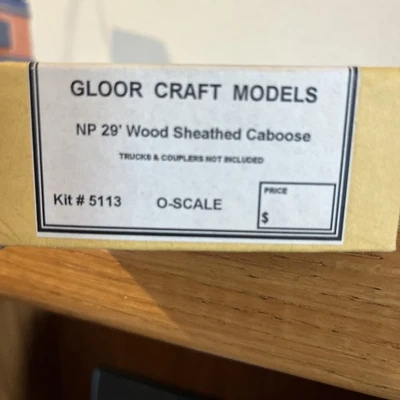 GLOOR CRAFT MODELS
NP 29' Wood Sheathed Caboose
TRUCKS & COUPLERS NOT INCLUDED
Kit # 5113 O-SCALE
PRICE
$